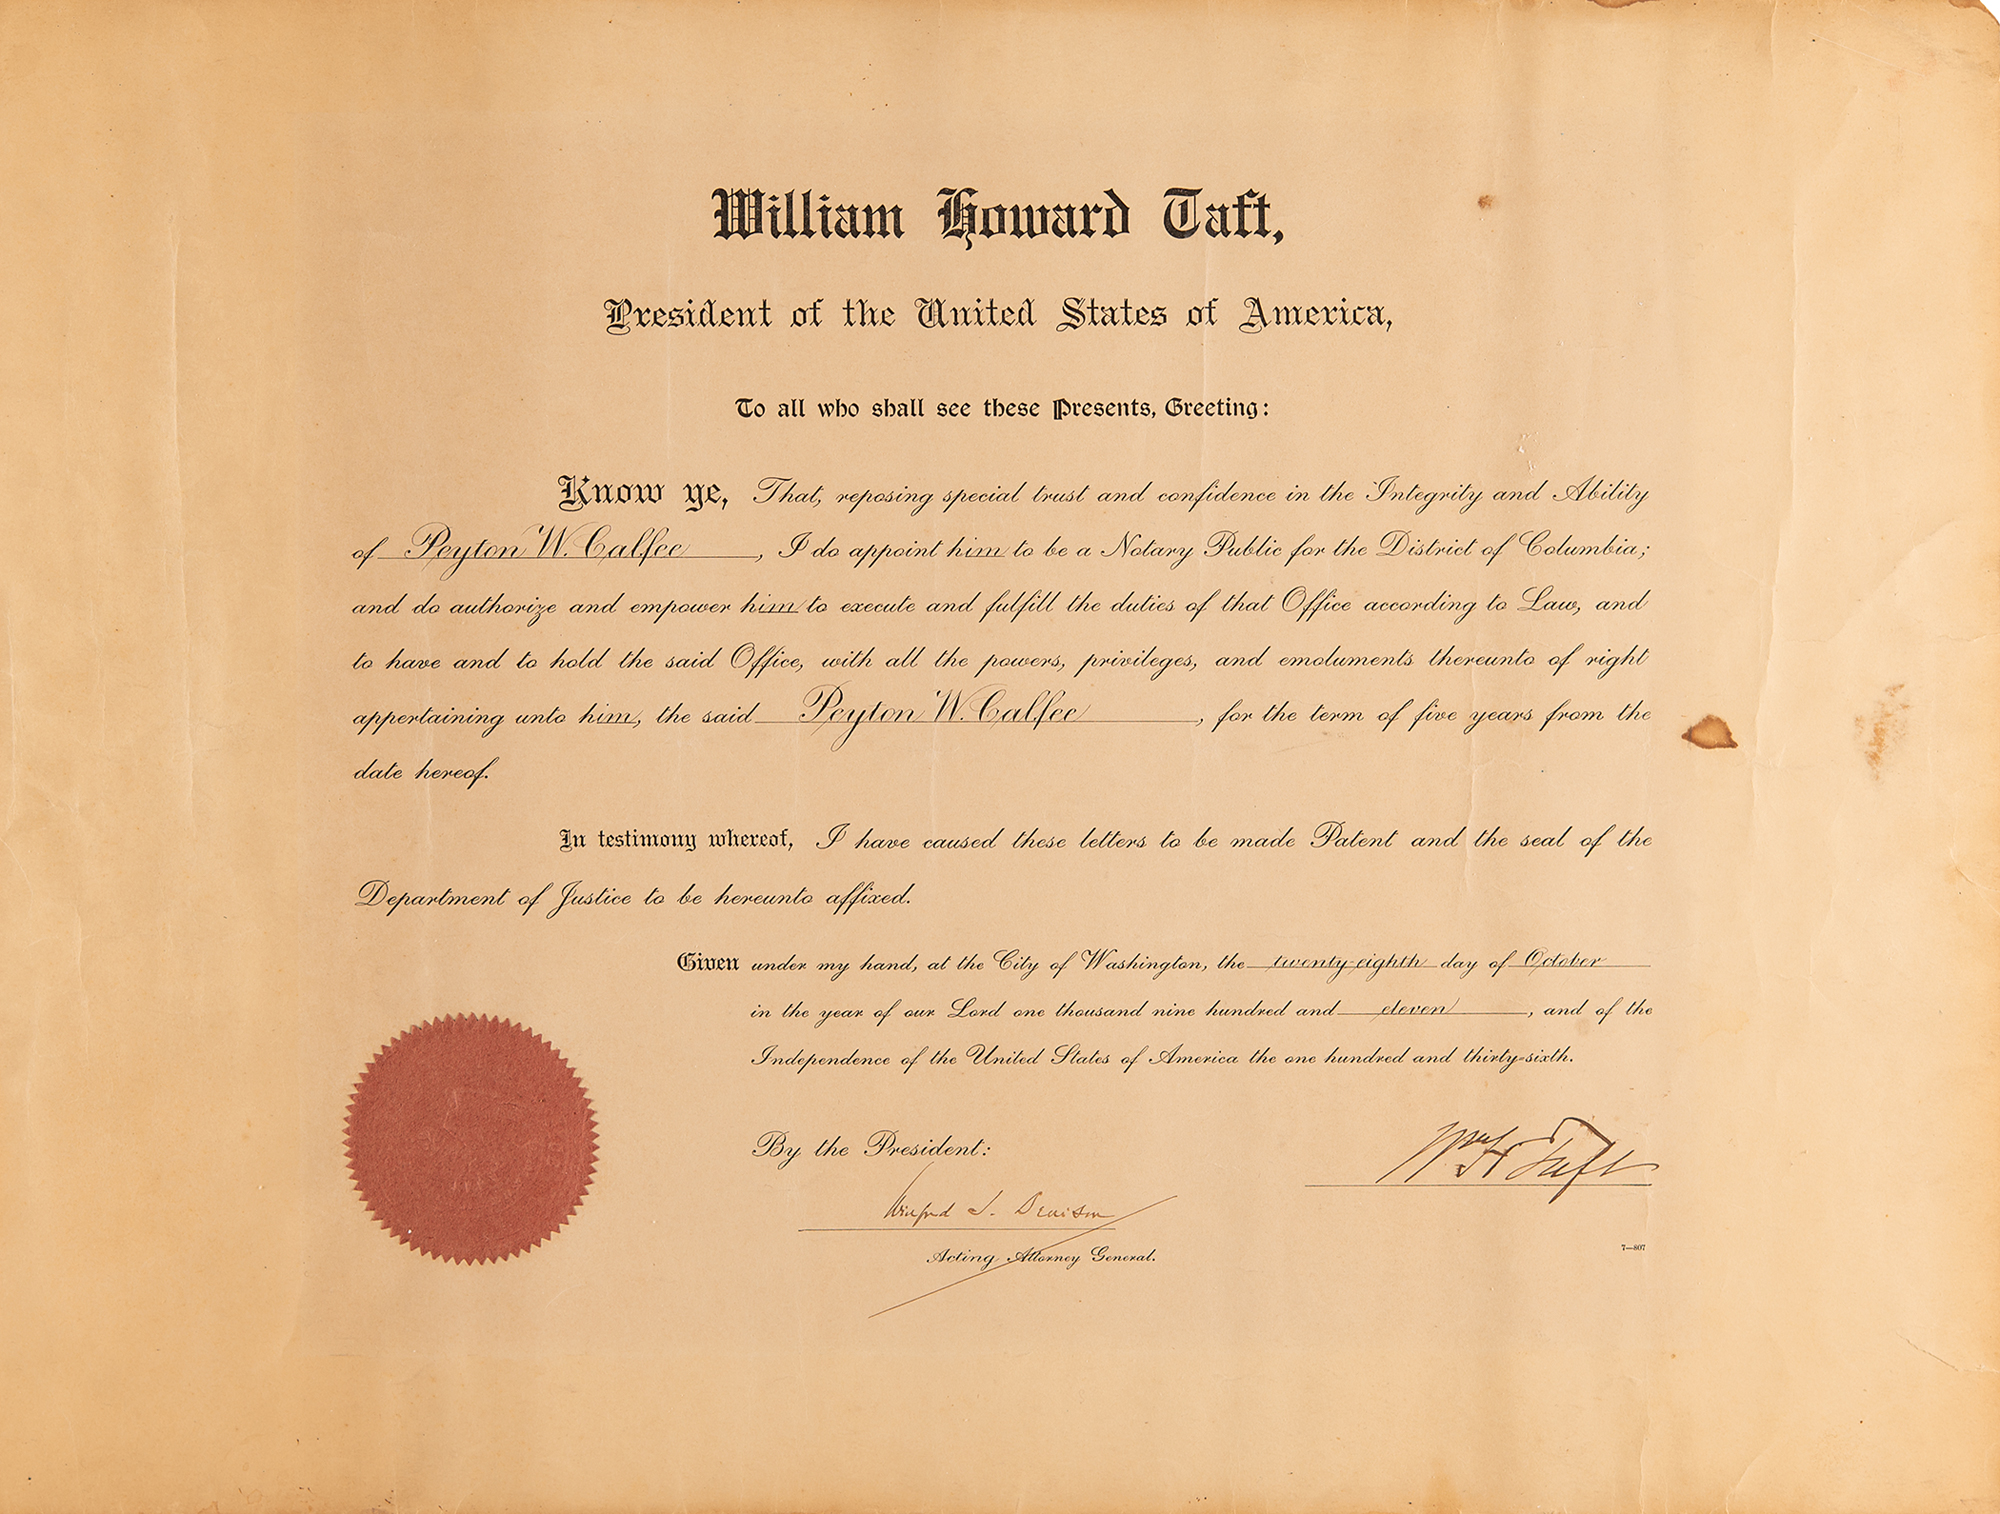 William Howard Taft,
President of the United States of America,
To all who shall see these Presents, Greeting:
Know ye, That, reposing special trust and confidence in the Integrity and Ability
of Peyton W. Calfee, I do appoint him to be a Notary Public for the District of Columbia;
and do authorize and empower him to execute and fulfill the duties of that Office according to Law, and
to have and to hold the said Office, with all the powers, privileges, and emoluments thereunto of right
appertaining unto him, the said Peyton W. Calfee, for the term of five years from the
date hereof.
In testimony whereof, I have caused these letters to be made Patent and the seal of the
Department of Justice to be hereunto affixed.
Given under my hand, at the City of Washington, the twenty-eighth day of October
in the year of our Lord one thousand nine hundred and eleven, and of the
Independence of the United States of America the one hundred and thirty-sixth.
By the President:
Wm H Taft
Winfred T. Denison
Acting Attorney General.
7—807